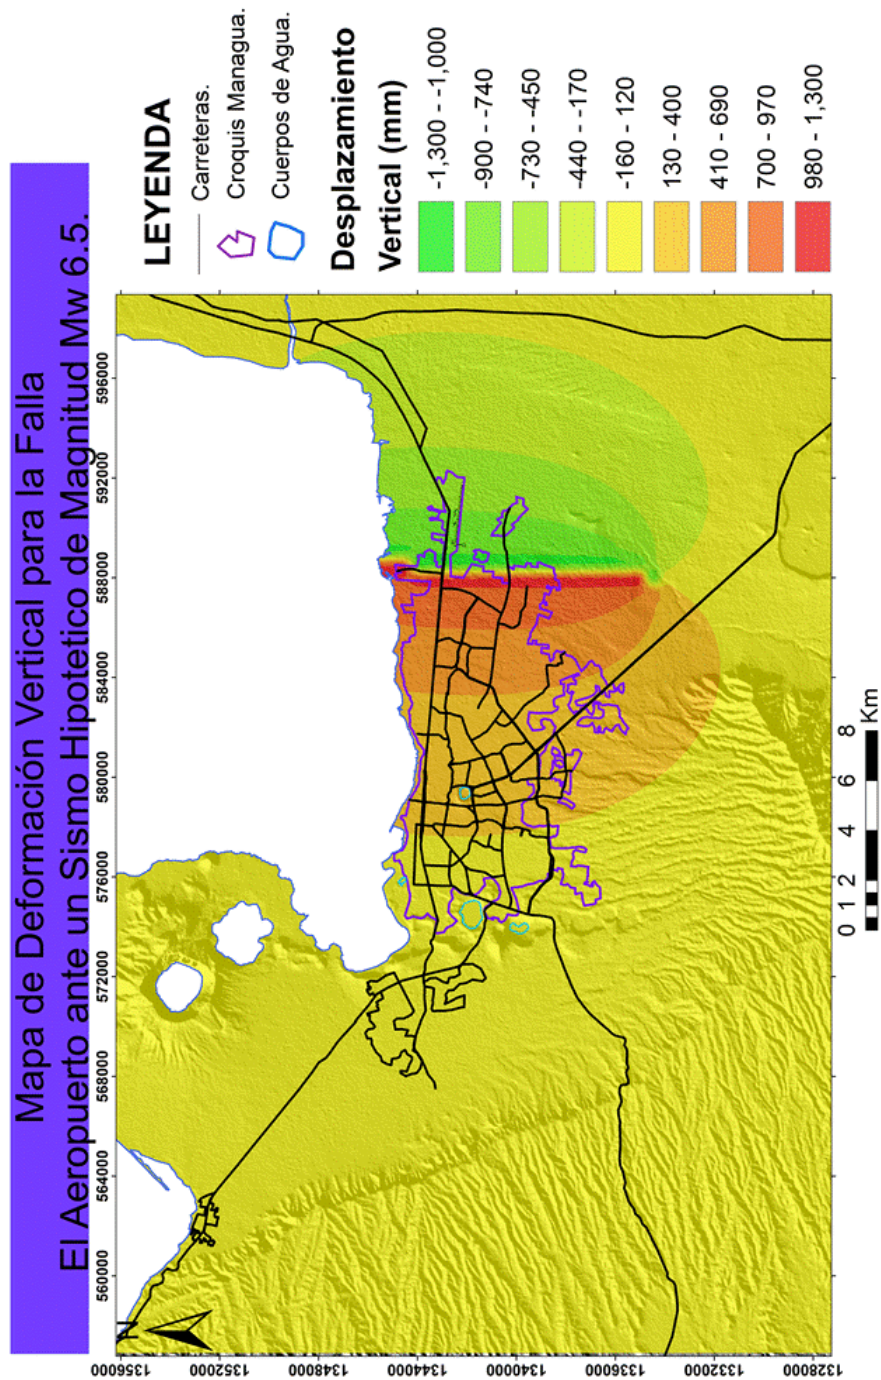 Mapa de Deformación Vertical para la Falla
El Aeropuerto ante un Sismo Hipotetico de Magnitud Mw 6.5.
560000
564000
568000
572000
576000
580000
584000
588000
592000
596000
1356000
1352000
1348000
1344000
1340000
1336000
1332000
1328000
N
0 1 2 4 6 8
Km
LEYENDA
Carreteras.
Croquis Managua.
Cuerpos de Agua.
Desplazamiento
Vertical (mm)
-1,300 - -1,000
-900 - -740
-730 - -450
-440 - -170
-160 - 120
130 - 400
410 - 690
700 - 970
980 - 1,300